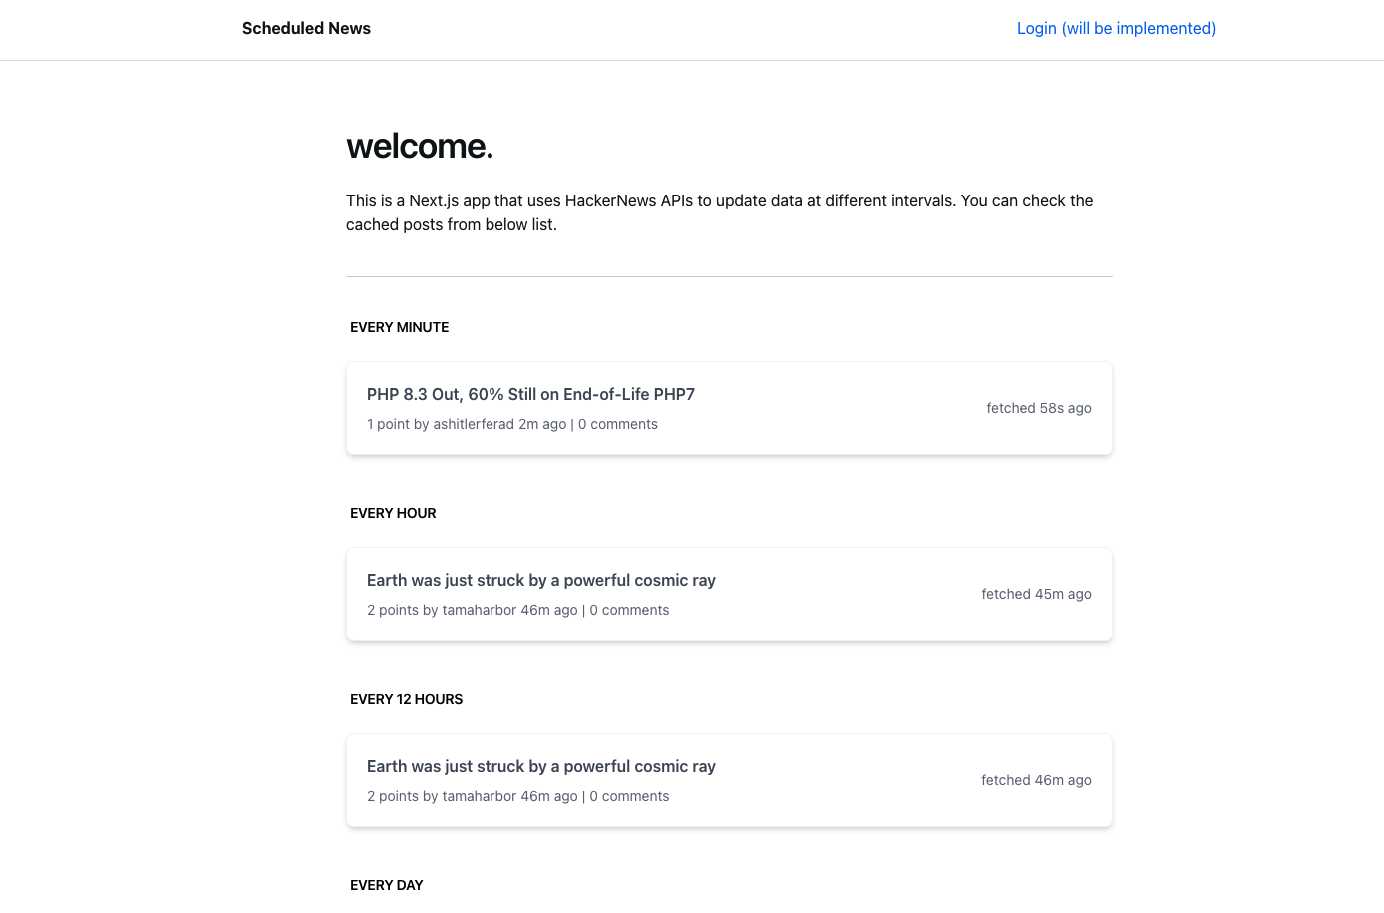 Scheduled News
Login (will be implemented)
welcome.
This is a Next.js app that uses HackerNews APIs to update data at different intervals. You can check the
cached posts from below list.
EVERY MINUTE
PHP 8.3 Out, 60% Still on End-of-Life PHP7
1 point by ashitlerferad 2m ago | 0 comments
fetched 58s ago
EVERY HOUR
Earth was just struck by a powerful cosmic ray
2 points by tamaharbor 46m ago | 0 comments
fetched 45m ago
EVERY 12 HOURS
Earth was just struck by a powerful cosmic ray
2 points by tamaharbor 46m ago | 0 comments
fetched 46m ago
EVERY DAY